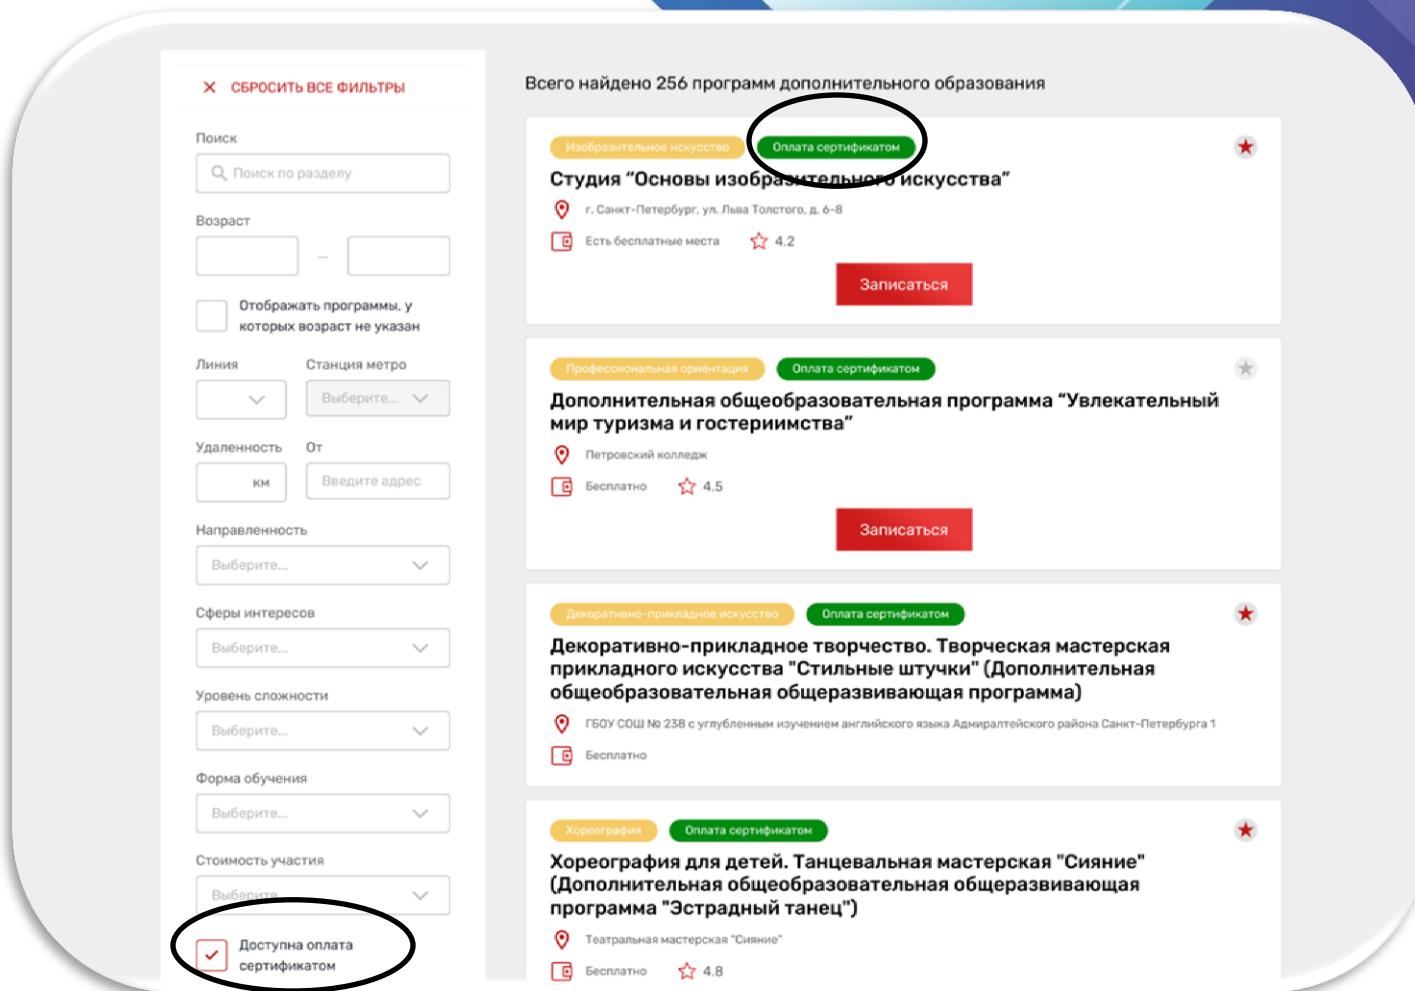 СБРОСИТЬ ВСЕ ФИЛЬТРЫ
Поиск
Поиск по разделу
Возраст
–
Отображать программы, у
которых возраст не указан
Линия
Станция метро
Выберите...
Удаленность
От
км
Введите адрес
Направленность
Выберите...
Сферы интересов
Выберите...
Уровень сложности
Выберите...
Форма обучения
Выберите...
Стоимость участия
Выберите...
Доступна оплата
сертификатом
Всего найдено 256 программ дополнительного образования
Изобразительное искусство
Оплата сертификатом
Студия “Основы изобразительного искусства”
г. Санкт-Петербург, ул. Льва Толстого, д. 6-8
Есть бесплатные места
4.2
Записаться
Профессиональная ориентация
Оплата сертификатом
Дополнительная общеобразовательная программа “Увлекательный
мир туризма и гостериимства”
Петровский колледж
Бесплатно
4.5
Записаться
Декоративно-прикладное искусство
Оплата сертификатом
Декоративно-прикладное творчество. Творческая мастерская
прикладного искусства "Стильные штучки" (Дополнительная
общеобразовательная общеразвивающая программа)
ГБОУ СОШ № 238 с углубленным изучением английского языка Адмиралтейского района Санкт-Петербурга 1
Бесплатно
Хореография
Оплата сертификатом
Хореография для детей. Танцевальная мастерская "Сияние"
(Дополнительная общеобразовательная общеразвивающая
программа "Эстрадный танец")
Театральная мастерская "Сияние"
Бесплатно
4.8